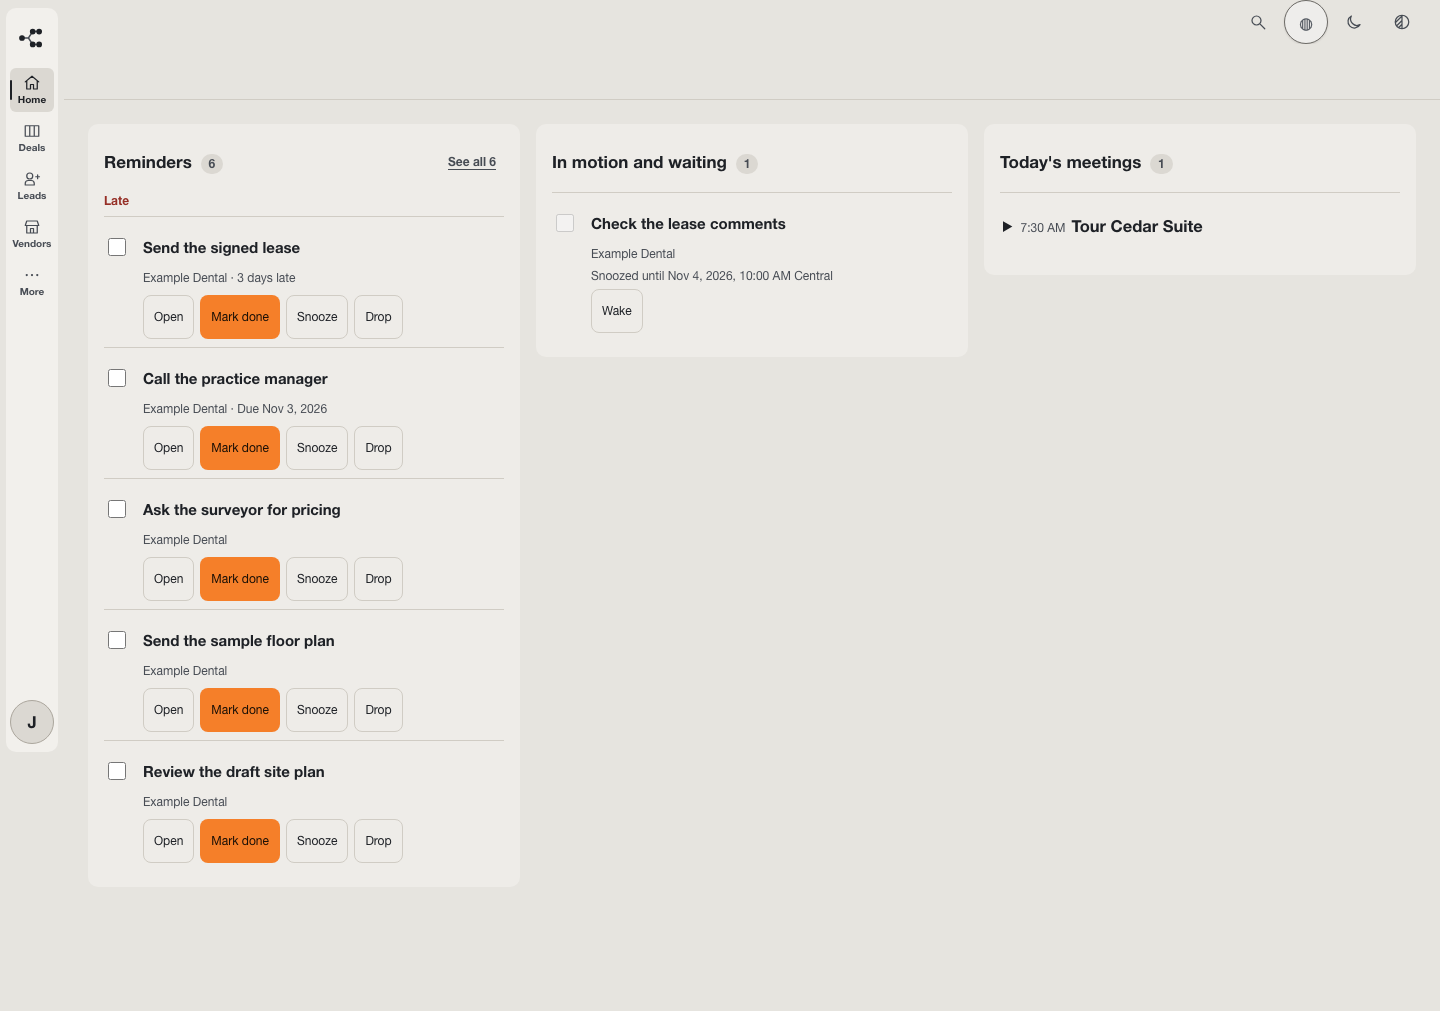 Home
Deals
Leads
Vendors
More
J
Reminders 6 See all 6
Late
Send the signed lease
Example Dental · 3 days late
Open Mark done Snooze Drop
Call the practice manager
Example Dental · Due Nov 3, 2026
Open Mark done Snooze Drop
Ask the surveyor for pricing
Example Dental
Open Mark done Snooze Drop
Send the sample floor plan
Example Dental
Open Mark done Snooze Drop
Review the draft site plan
Example Dental
Open Mark done Snooze Drop
In motion and waiting 1
Check the lease comments
Example Dental
Snoozed until Nov 4, 2026, 10:00 AM Central
Wake
Today's meetings 1
7:30 AM Tour Cedar Suite